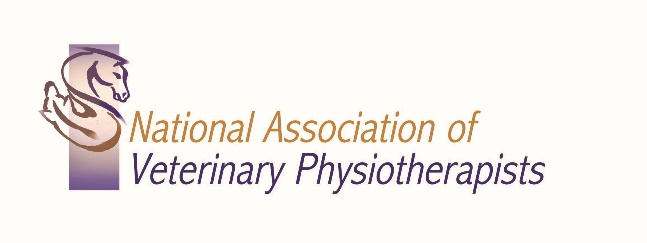 National Association of
Veterinary Physiotherapists